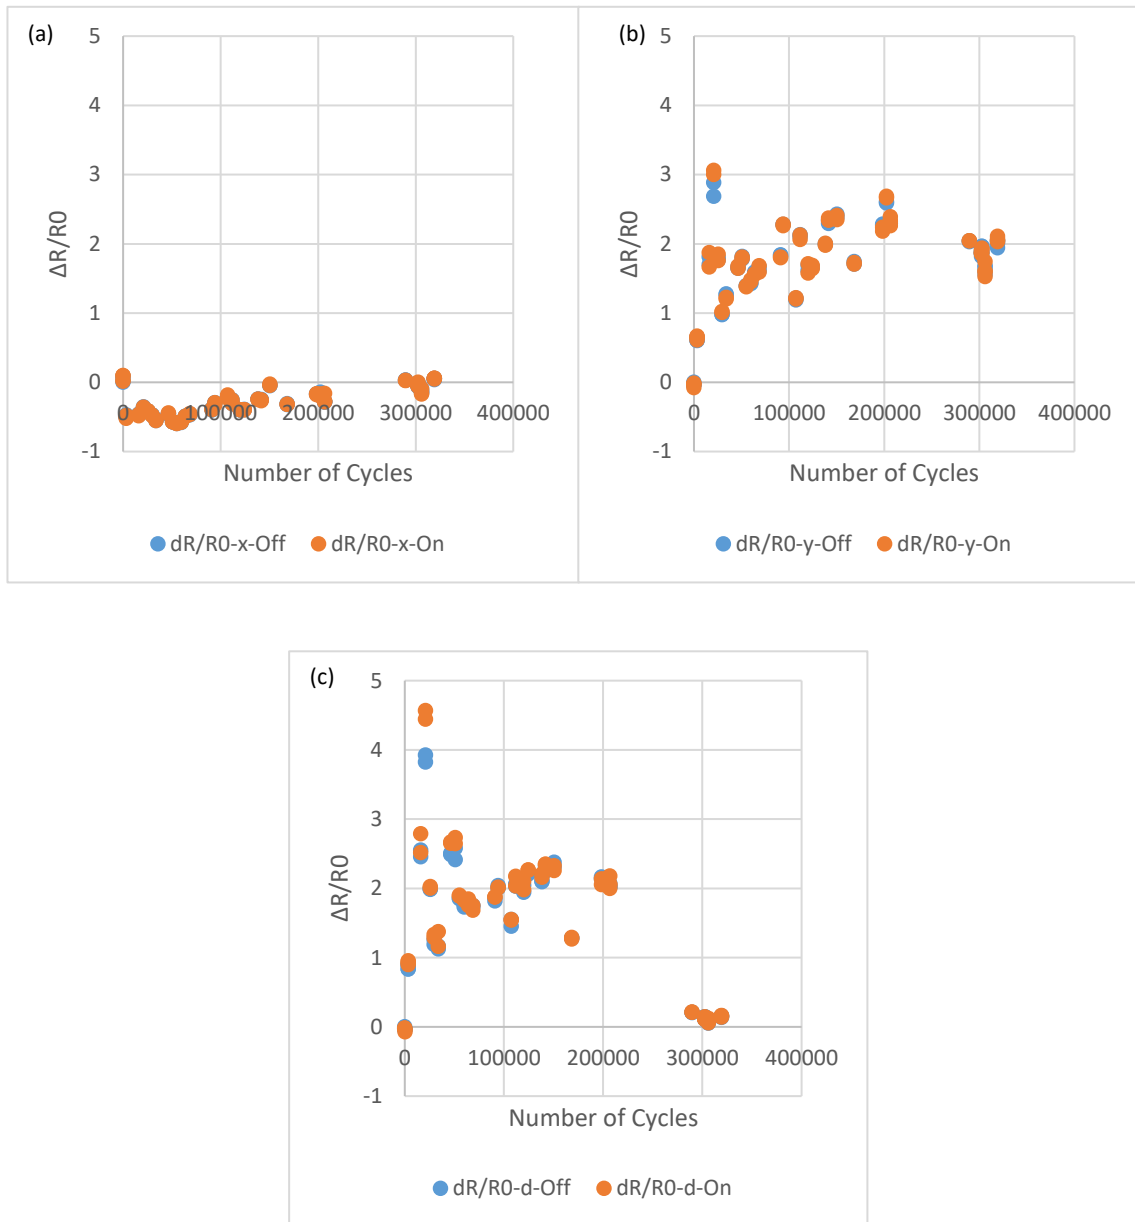 (a)
5
4
3
2
1
0
-1
ΔR/R0
0 100000 200000 300000 400000
Number of Cycles
dR/R0-x-Off dR/R0-x-On
(b)
5
4
3
2
1
0
-1
ΔR/R0
0 100000 200000 300000 400000
Number of Cycles
dR/R0-y-Off dR/R0-y-On
(c)
5
4
3
2
1
0
-1
ΔR/R0
0 100000 200000 300000 400000
Number of Cycles
dR/R0-d-Off dR/R0-d-On